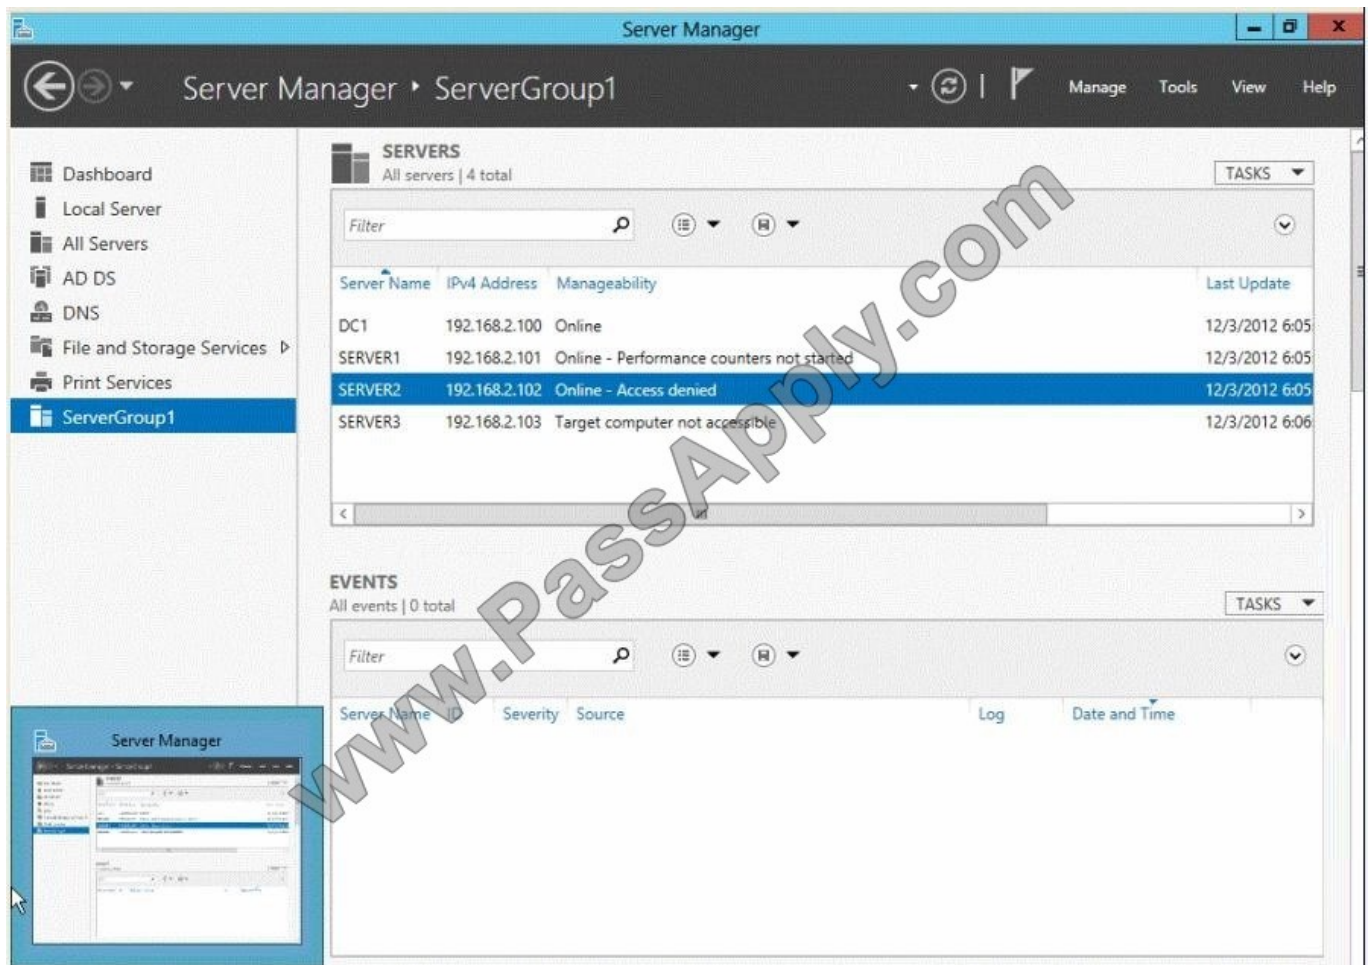 Server Manager
Server Manager ‣ ServerGroup1
Manage Tools View Help
Dashboard
Local Server
All Servers
AD DS
DNS
File and Storage Services
Print Services
ServerGroup1
SERVERS
All servers | 4 total
TASKS
Filter
Server Name IPv4 Address Manageability Last Update
DC1 192.168.2.100 Online 12/3/2012 6:05
SERVER1 192.168.2.101 Online - Performance counters not started 12/3/2012 6:05
SERVER2 192.168.2.102 Online - Access denied 12/3/2012 6:05
SERVER3 192.168.2.103 Target computer not accessible 12/3/2012 6:06
EVENTS
All events | 0 total
TASKS
Filter
Server Name ID Severity Source Log Date and Time
Server Manager
www.PassApply.com